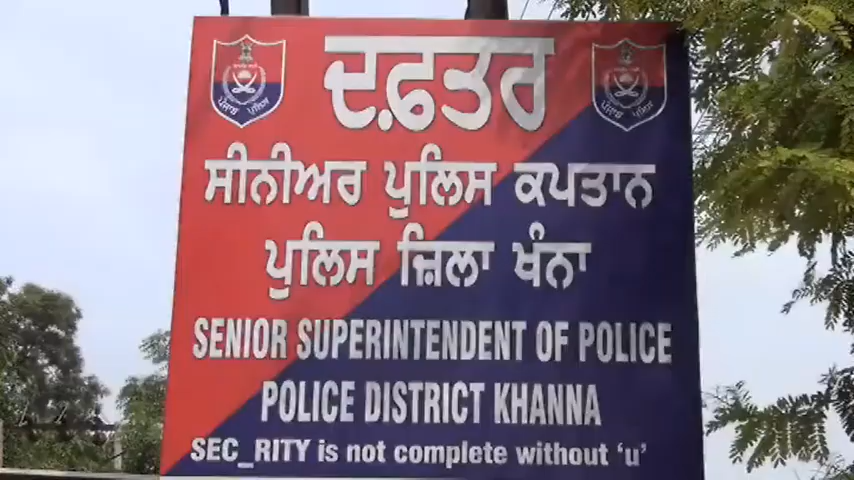 ਦਫ਼ਤਰ
ਸੀਨੀਅਰ ਪੁਲਿਸ ਕਪਤਾਨ
ਪੁਲਿਸ ਜ਼ਿਲਾ ਖੰਨਾ
SENIOR SUPERINTENDENT OF POLICE
POLICE DISTRICT KHANNA
SEC_RITY is not complete without 'u'
ਪੰਜਾਬ ਪੁਲਿਸ
ਪੰਜਾਬ ਪੁਲਿਸ